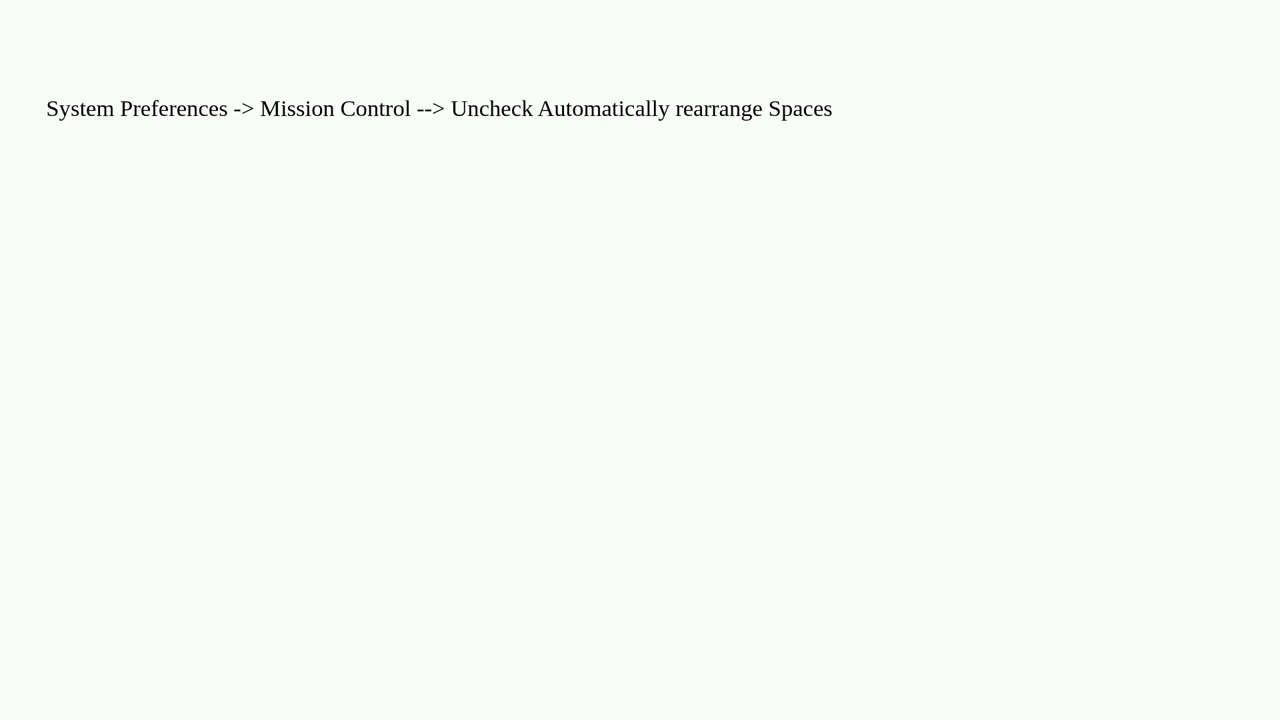 System Preferences -> Mission Control --> Uncheck Automatically rearrange Spaces